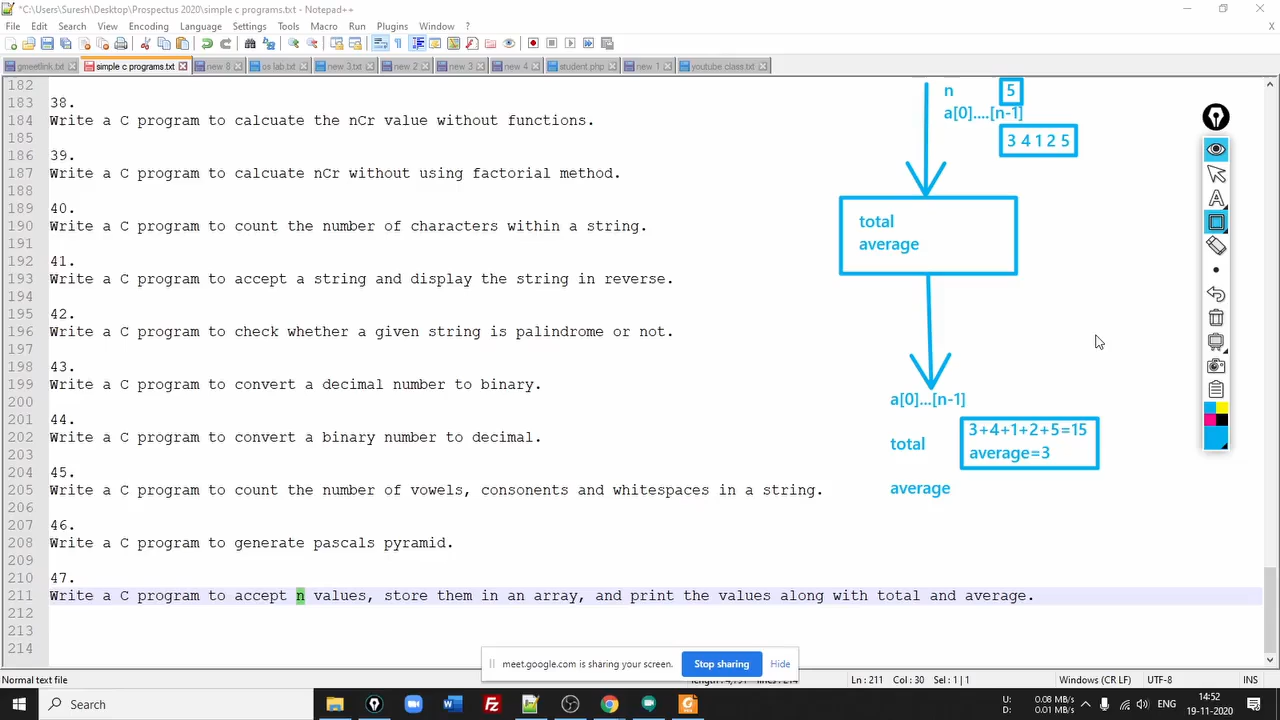 *C:\Users\Suresh\Desktop\Prospectus 2020\simple c programs.txt - Notepad++
File Edit Search View Encoding Language Settings Tools Macro Run Plugins Window ?
X
gmeetlink.txt simple c programs.txt new 8 os lab.txt new 3.txt new 2 new 3 new 4 student.php new 1 youtube class.txt
182
183 38.
184 Write a C program to calcuate the nCr value without functions.
185
186 39.
187 Write a C program to calcuate nCr without using factorial method.
188
189 40.
190 Write a C program to count the number of characters within a string.
191
192 41.
193 Write a C program to accept a string and display the string in reverse.
194
195 42.
196 Write a C program to check whether a given string is palindrome or not.
197
198 43.
199 Write a C program to convert a decimal number to binary.
200
201 44.
202 Write a C program to convert a binary number to decimal.
203
204 45.
205 Write a C program to count the number of vowels, consonents and whitespaces in a string.
206
207 46.
208 Write a C program to generate pascals pyramid.
209
210 47.
211 Write a C program to accept n values, store them in an array, and print the values along with total and average.
212
213
214
n 5
a[0]....[n-1]
3 4 1 2 5
total
average
a[0]...[n-1]
total
3+4+1+2+5=15
average=3
average
meet.google.com is sharing your screen. Stop sharing Hide
Normal text file Ln : 211 Col : 30 Sel : 1 | 1 Windows (CR LF) UTF-8 INS
Search
U: 0.08 MB/s
D: 0.01 MB/s
ENG
14:52
19-11-2020